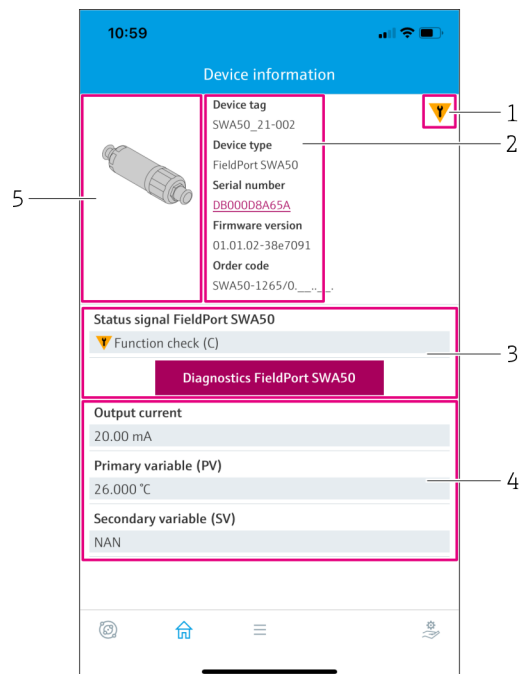 10:59
Device information
Device tag
SWA50_21-002
Device type
FieldPort SWA50
Serial number
DB000D8A65A
Firmware version
01.01.02-38e7091
Order code
SWA50-1265/0.__..__.
1
2
5
Status signal FieldPort SWA50
Function check (C)
Diagnostics FieldPort SWA50
3
Output current
20.00 mA
Primary variable (PV)
26.000 °C
4
Secondary variable (SV)
NAN